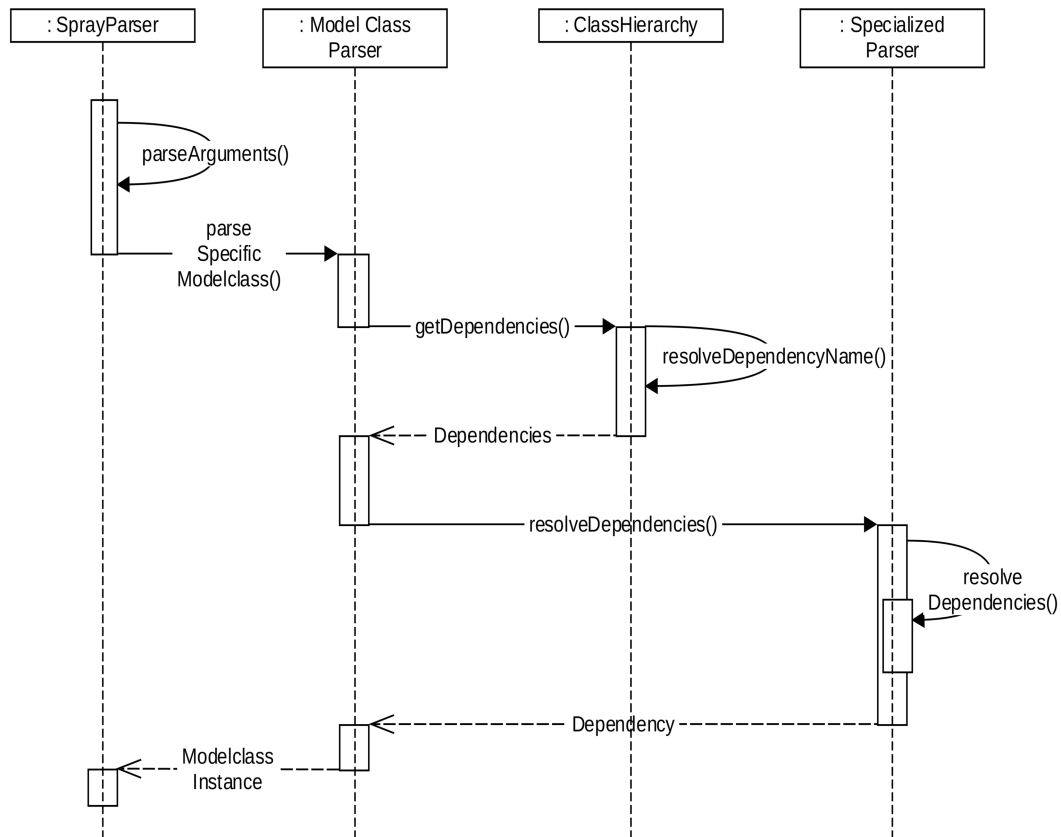 : SprayParser
: Model Class
Parser
: ClassHierarchy
: Specialized
Parser
parseArguments()
parse
Specific
Modelclass()
getDependencies()
resolveDependencyName()
Dependencies
resolveDependencies()
resolve
Dependencies()
Dependency
Modelclass
Instance